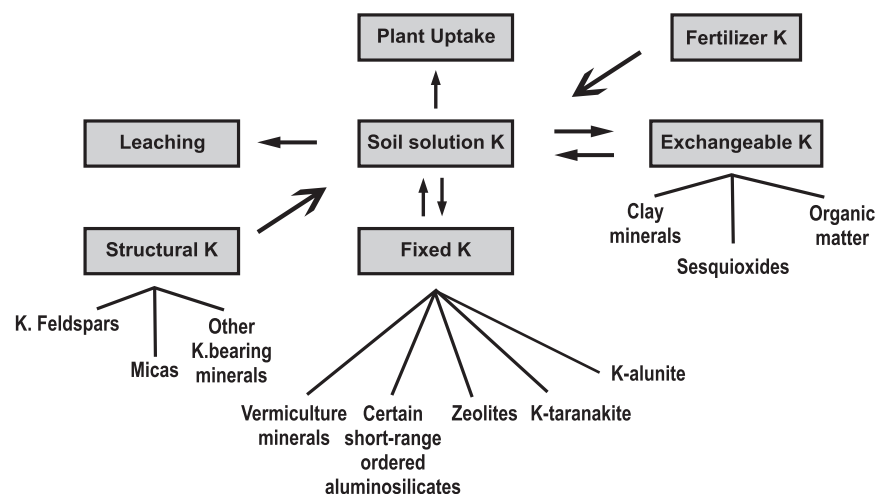 Plant Uptake
Fertilizer K
Leaching
Soil solution K
Exchangeable K
Clay
minerals
Sesquioxides
Organic
matter
Structural K
Fixed K
K. Feldspars
Micas
Other
K.bearing
minerals
Vermiculture
minerals
Certain
short-range
ordered
aluminosilicates
Zeolites
K-taranakite
K-alunite